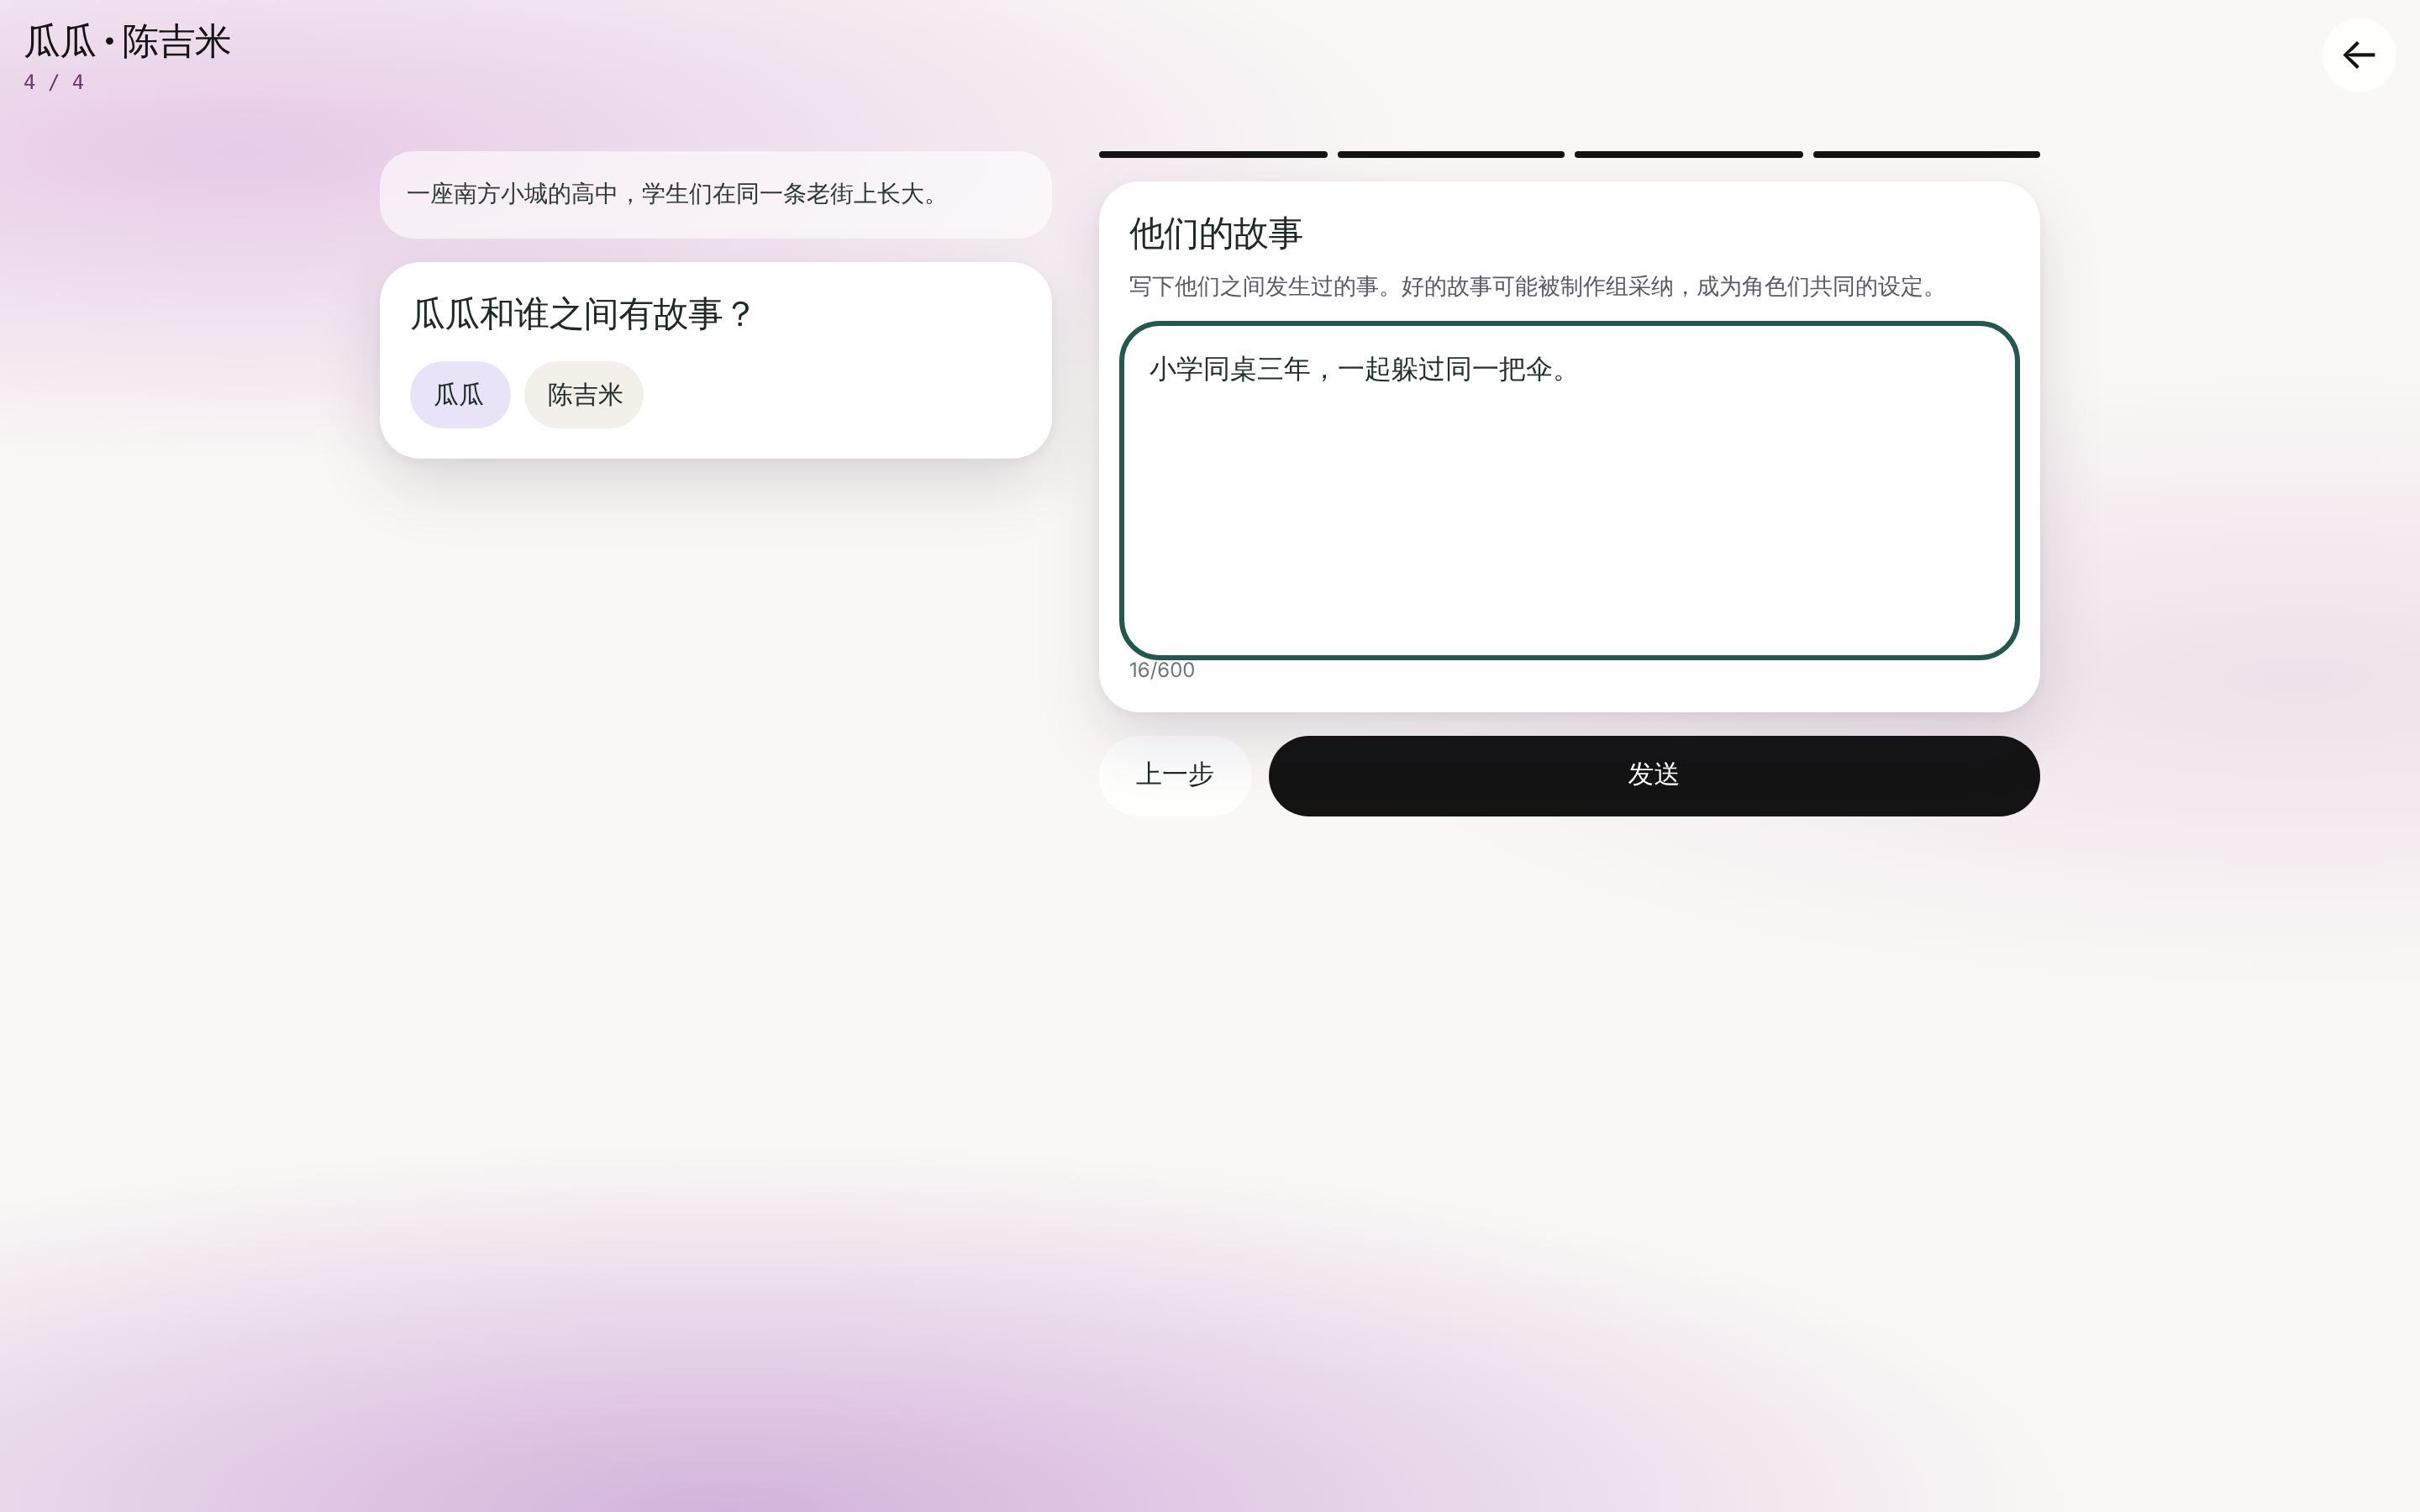 瓜瓜·陈吉米
4 / 4
一座南方小城的高中，学生们在同一条老街上长大。
瓜瓜和谁之间有故事？
瓜瓜
陈吉米
他们的故事
写下他们之间发生过的事。好的故事可能被制作组采纳，成为角色们共同的设定。
小学同桌三年，一起躲过同一把伞。
16/600
上一步
发送